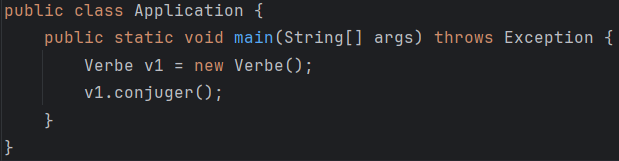 public class Application {
    public static void main(String[] args) throws Exception {
        Verbe v1 = new Verbe();
        v1.conjuger();
    }
}